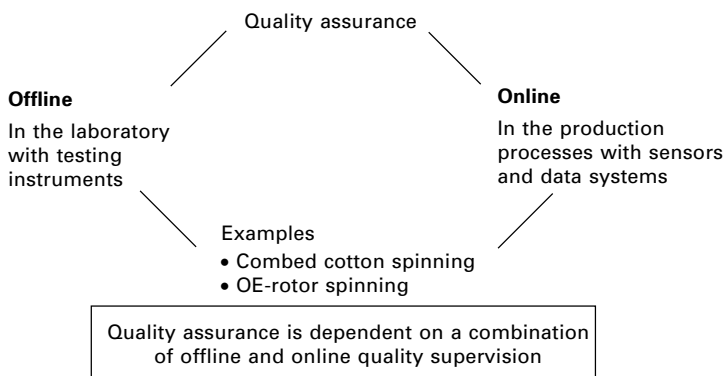 Quality assurance
Offline
In the laboratory
with testing
instruments
Online
In the production
processes with sensors
and data systems
Examples
• Combed cotton spinning
• OE-rotor spinning
Quality assurance is dependent on a combination
of offline and online quality supervision